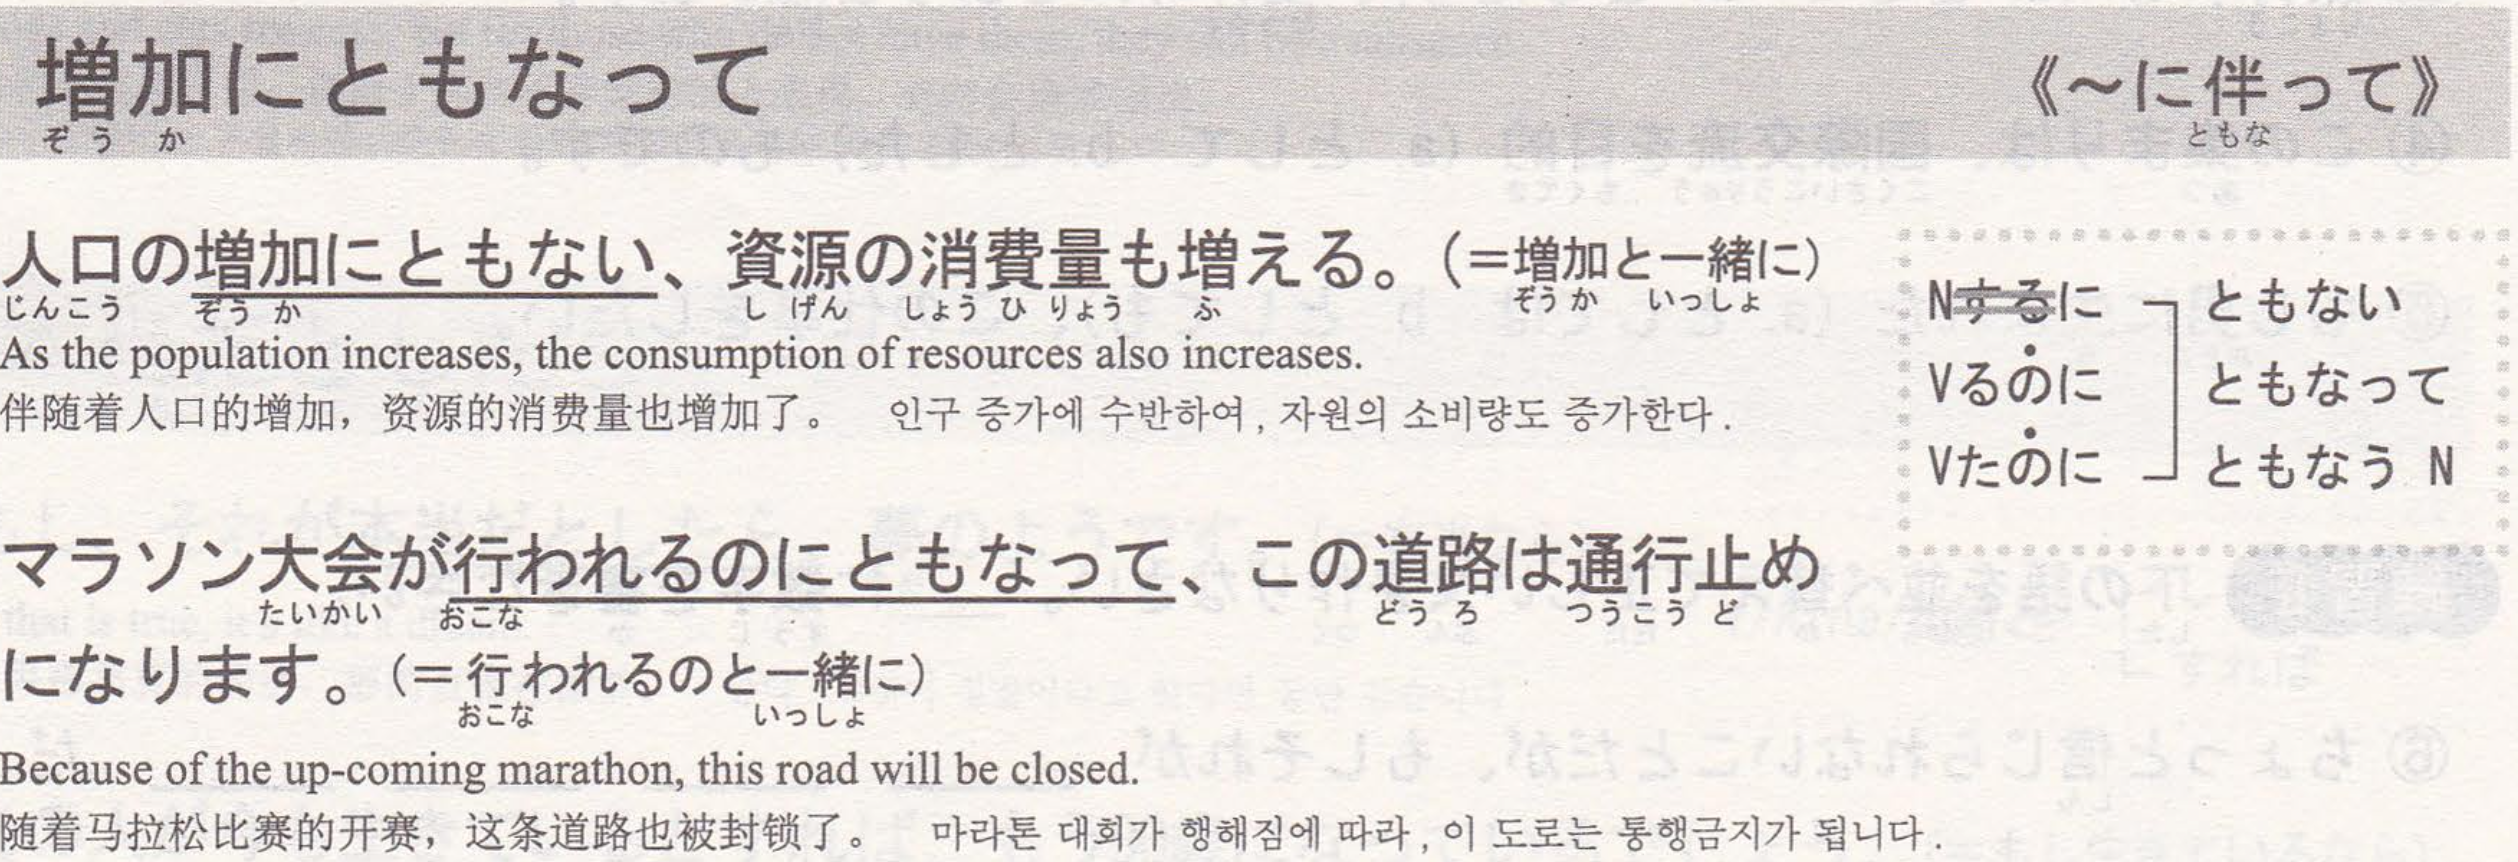 増加にともなって 《～に伴って》
ぞうか ともな
人口の増加にともない、資源の消費量も増える。（＝増加と一緒に）
じんこう ぞうか しげん しょうひりょう ふ ぞうか いっしょ
As the population increases, the consumption of resources also increases.
伴随着人口的增加，资源的消费量也增加了。 인구 증가에 수반하여, 자원의 소비량도 증가한다.
Nするに ともない
Vるのに ともなって
Vたのに ともなう N
マラソン大会が行われるのにともなって、この道路は通行止め
たいかい おこな どうろ つうこうど
になります。（＝行われるのと一緒に）
おこな いっしょ
Because of the up-coming marathon, this road will be closed.
随着马拉松比赛的开赛，这条道路也被封锁了。 마라톤 대회가 행해짐에 따라, 이 도로는 통행금지가 됩니다.